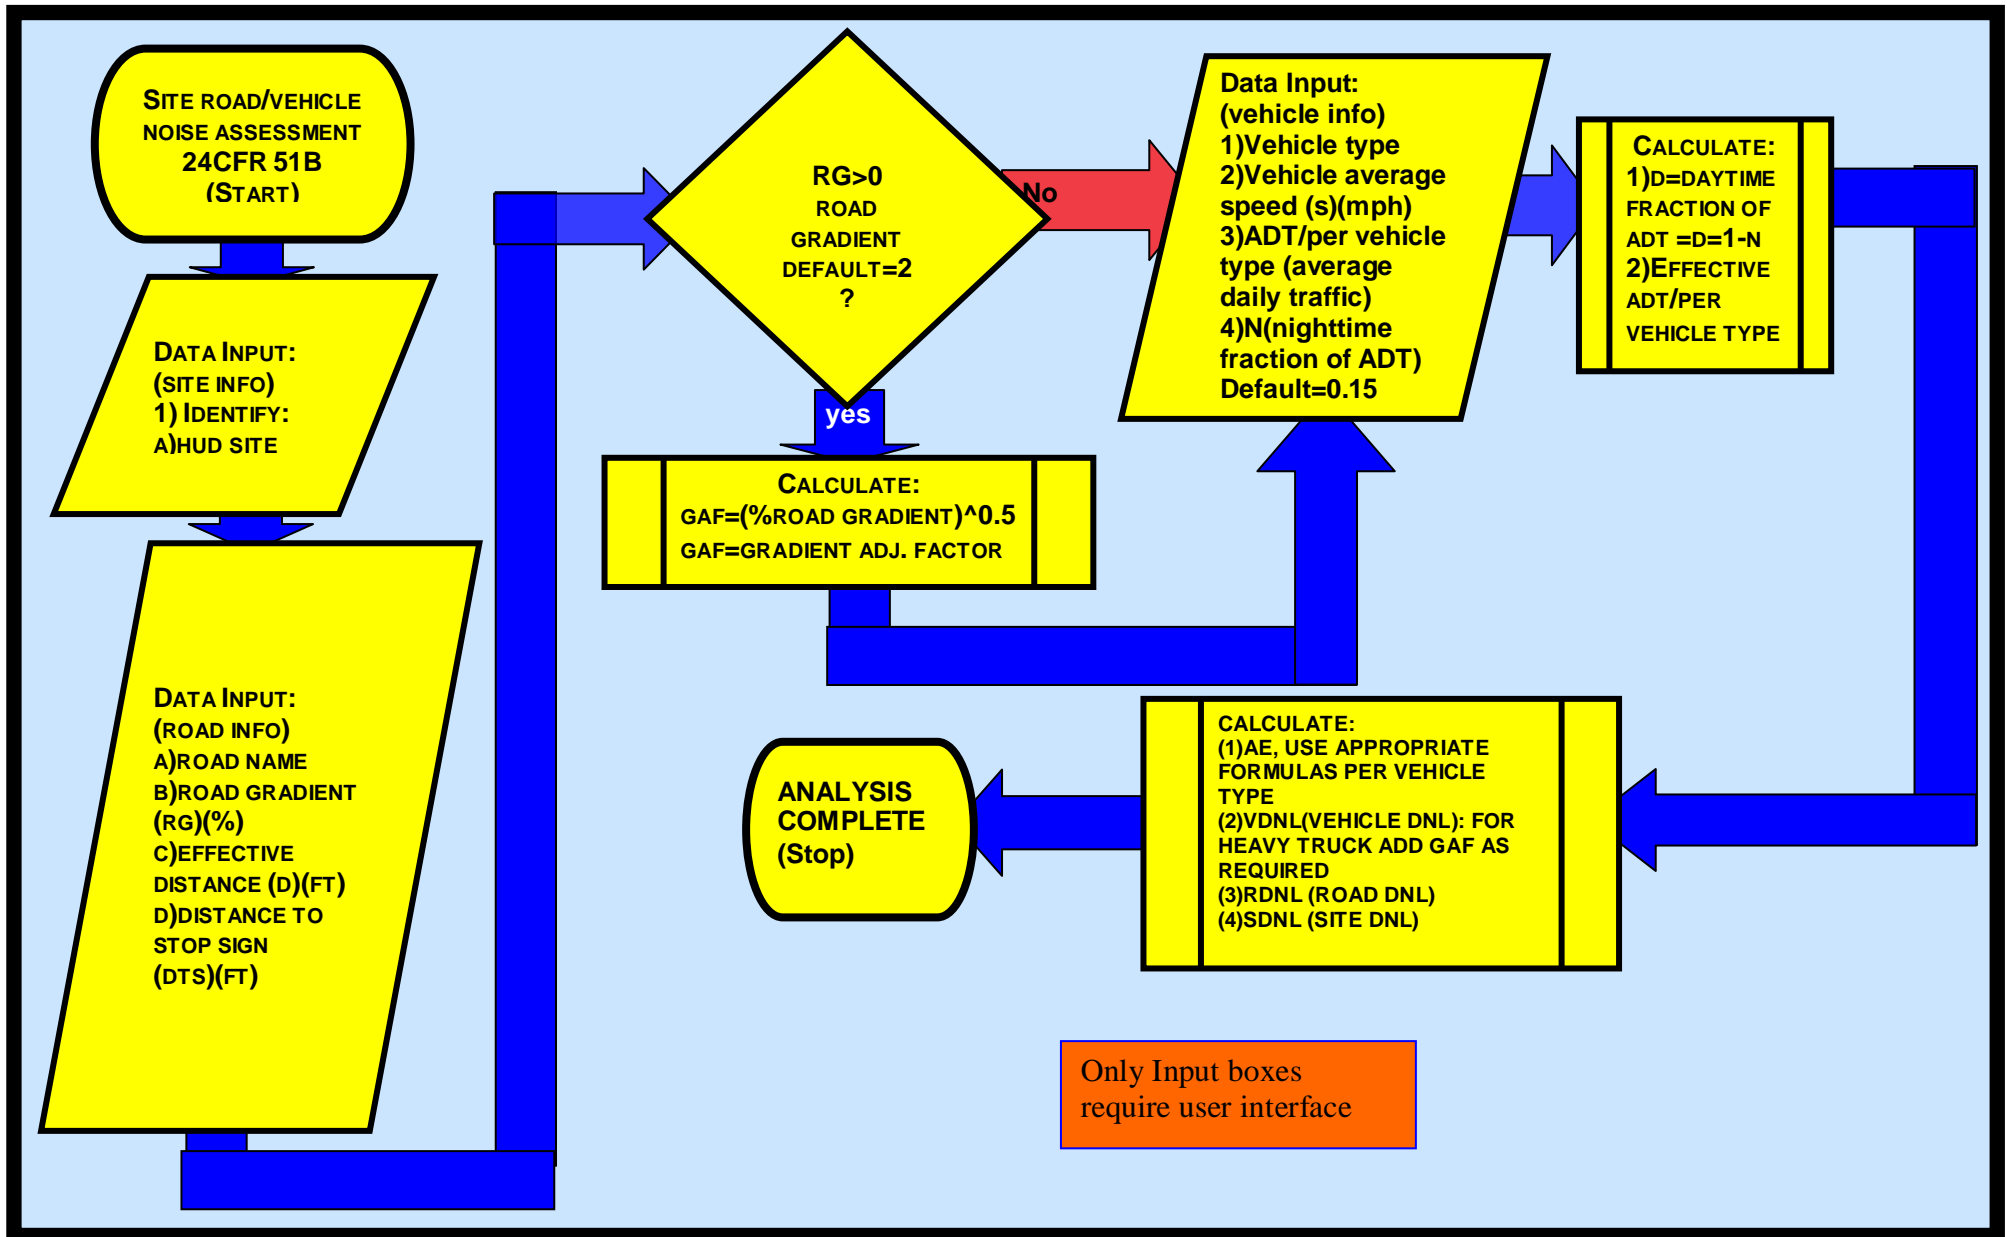 SITE ROAD/VEHICLE
NOISE ASSESSMENT
24CFR 51B
(START)
DATA INPUT:
(SITE INFO)
1) IDENTIFY:
A)HUD SITE
DATA INPUT:
(ROAD INFO)
A)ROAD NAME
B)ROAD GRADIENT
(RG)(%)
C)EFFECTIVE
DISTANCE (D)(FT)
D)DISTANCE TO
STOP SIGN
(DTS)(FT)
RG>0
ROAD
GRADIENT
DEFAULT=2
?
No
yes
CALCULATE:
GAF=(%ROAD GRADIENT)^0.5
GAF=GRADIENT ADJ. FACTOR
Data Input:
(vehicle info)
1)Vehicle type
2)Vehicle average
speed (s)(mph)
3)ADT/per vehicle
type (average
daily traffic)
4)N(nighttime
fraction of ADT)
Default=0.15
CALCULATE:
1)D=DAYTIME
FRACTION OF
ADT =D=1-N
2)EFFECTIVE
ADT/PER
VEHICLE TYPE
CALCULATE:
(1)AE, USE APPROPRIATE
FORMULAS PER VEHICLE
TYPE
(2)VDNL(VEHICLE DNL): FOR
HEAVY TRUCK ADD GAF AS
REQUIRED
(3)RDNL (ROAD DNL)
(4)SDNL (SITE DNL)
ANALYSIS
COMPLETE
(Stop)
Only Input boxes
require user interface